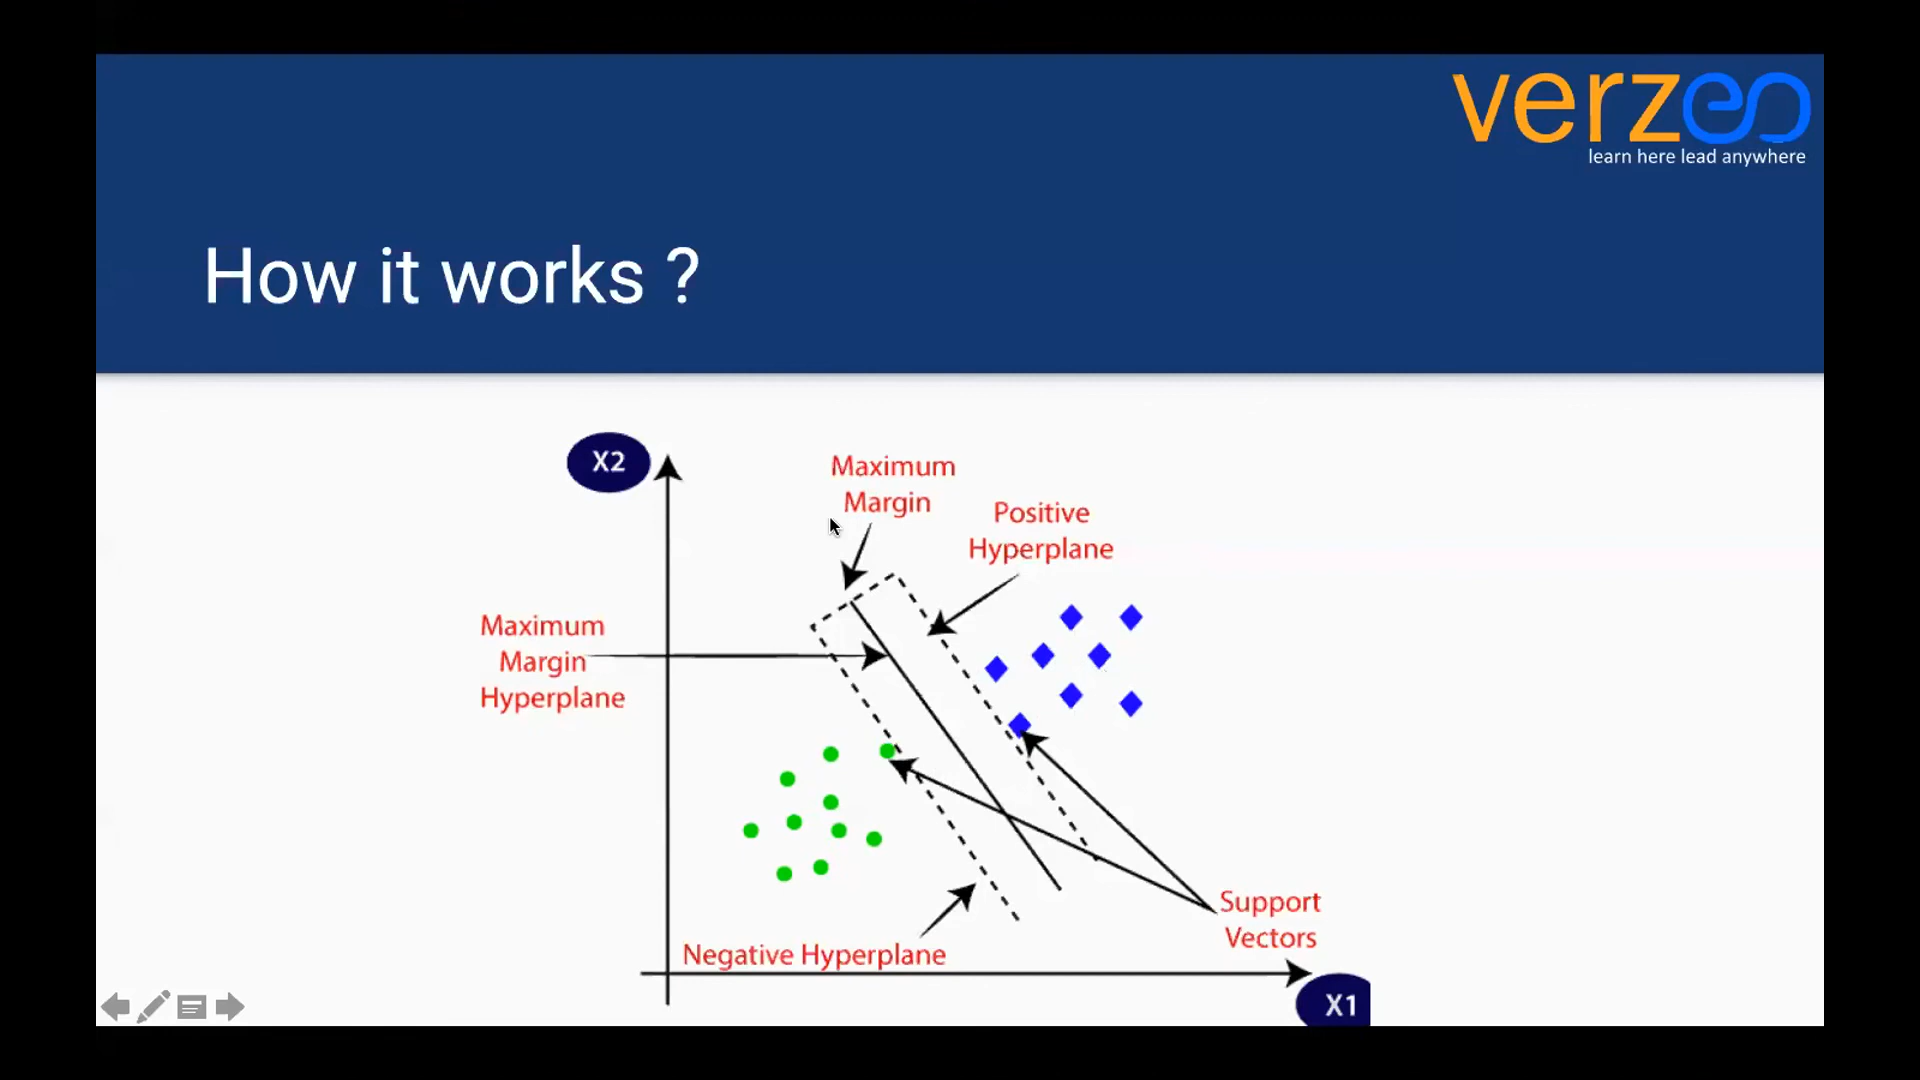 verzeo
learn here lead anywhere
How it works ?
X2
Maximum
Margin
Positive
Hyperplane
Maximum
Margin
Hyperplane
Support
Vectors
Negative Hyperplane
X1